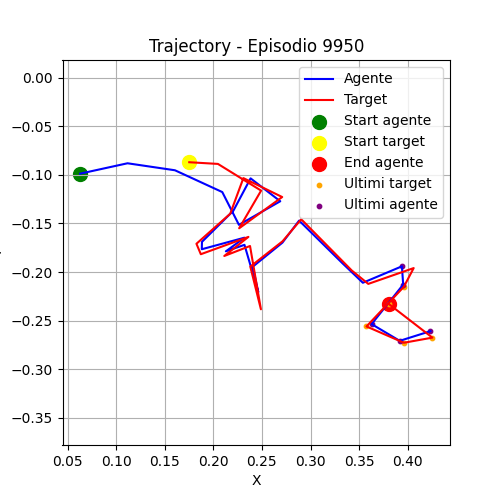 Trajectory - Episodio 9950
Agente
Target
Start agente
Start target
End agente
Ultimi target
Ultimi agente
0.00
−0.05
−0.10
−0.15
−0.20
−0.25
−0.30
−0.35
0.05 0.10 0.15 0.20 0.25 0.30 0.35 0.40
X